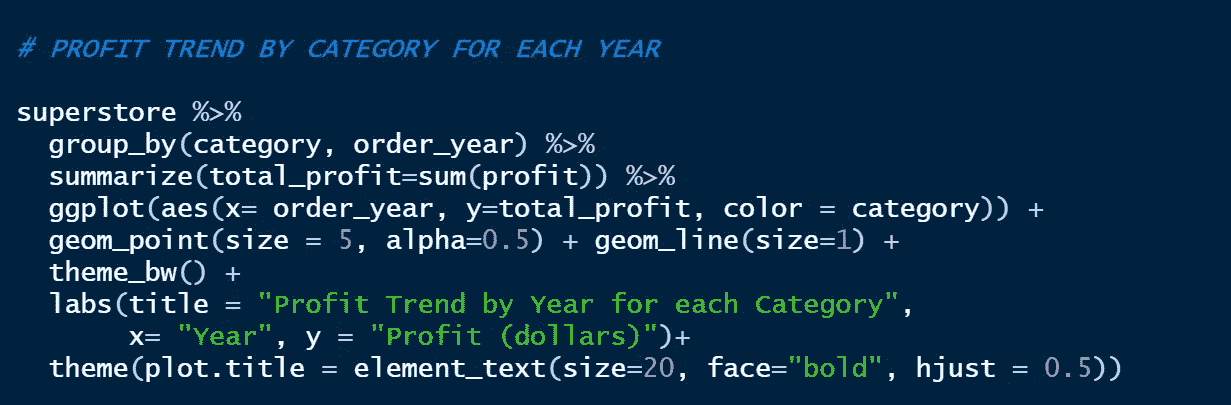 # PROFIT TREND BY CATEGORY FOR EACH YEAR
superstore %>%
  group_by(category, order_year) %>%
  summarize(total_profit=sum(profit)) %>%
  ggplot(aes(x= order_year, y=total_profit, color = category)) +
  geom_point(size = 5, alpha=0.5) + geom_line(size=1) +
  theme_bw() +
  labs(title = "Profit Trend by Year for each Category",
       x= "Year", y = "Profit (dollars)")+
  theme(plot.title = element_text(size=20, face="bold", hjust = 0.5))